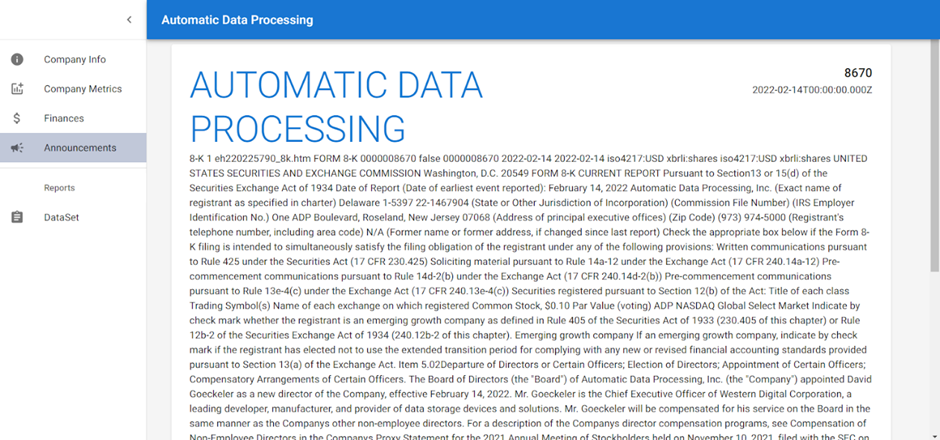 Automatic Data Processing
Company Info
Company Metrics
Finances
Announcements
Reports
DataSet
AUTOMATIC DATA
PROCESSING
8670
2022-02-14T00:00:00.000Z
8-K 1 eh220225790_8k.htm FORM 8-K 0000008670 false 0000008670 2022-02-14 2022-02-14 iso4217:USD xbrli:shares iso4217:USD xbrli:shares UNITED
STATES SECURITIES AND EXCHANGE COMMISSION Washington, D.C. 20549 FORM 8-K CURRENT REPORT Pursuant to Section13 or 15(d) of the
Securities Exchange Act of 1934 Date of Report (Date of earliest event reported): February 14, 2022 Automatic Data Processing, Inc. (Exact name of
registrant as specified in charter) Delaware 1-5397 22-1467904 (State or Other Jurisdiction of Incorporation) (Commission File Number) (IRS Employer
Identification No.) One ADP Boulevard, Roseland, New Jersey 07068 (Address of principal executive offices) (Zip Code) (973) 974-5000 (Registrant's
telephone number, including area code) N/A (Former name or former address, if changed since last report) Check the appropriate box below if the Form 8-
K filing is intended to simultaneously satisfy the filing obligation of the registrant under any of the following provisions: Written communications pursuant
to Rule 425 under the Securities Act (17 CFR 230.425) Soliciting material pursuant to Rule 14a-12 under the Exchange Act (17 CFR 240.14a-12) Pre-
commencement communications pursuant to Rule 14d-2(b) under the Exchange Act (17 CFR 240.14d-2(b)) Pre-commencement communications
pursuant to Rule 13e-4(c) under the Exchange Act (17 CFR 240.13e-4(c)) Securities registered pursuant to Section 12(b) of the Act: Title of each class
Trading Symbol(s) Name of each exchange on which registered Common Stock, $0.10 Par Value (voting) ADP NASDAQ Global Select Market Indicate by
check mark whether the registrant is an emerging growth company as defined in Rule 405 of the Securities Act of 1933 (230.405 of this chapter) or Rule
12b-2 of the Securities Exchange Act of 1934 (240.12b-2 of this chapter). Emerging growth company If an emerging growth company, indicate by check
mark if the registrant has elected not to use the extended transition period for complying with any new or revised financial accounting standards provided
pursuant to Section 13(a) of the Exchange Act. Item 5.02Departure of Directors or Certain Officers; Election of Directors; Appointment of Certain Officers;
Compensatory Arrangements of Certain Officers. The Board of Directors (the "Board") of Automatic Data Processing, Inc. (the "Company") appointed David
Goeckeler as a new director of the Company, effective February 14, 2022. Mr. Goeckeler is the Chief Executive Officer of Western Digital Corporation, a
leading developer, manufacturer, and provider of data storage devices and solutions. Mr. Goeckeler will be compensated for his service on the Board in the
same manner as the Companys other non-employee directors. For a description of the Companys director compensation programs, see Compensation of
Non-Employee Directors in the Companys Proxy Statement for the 2021 Annual Meeting of Stockholders held on November 10, 2021, filed with the SEC on